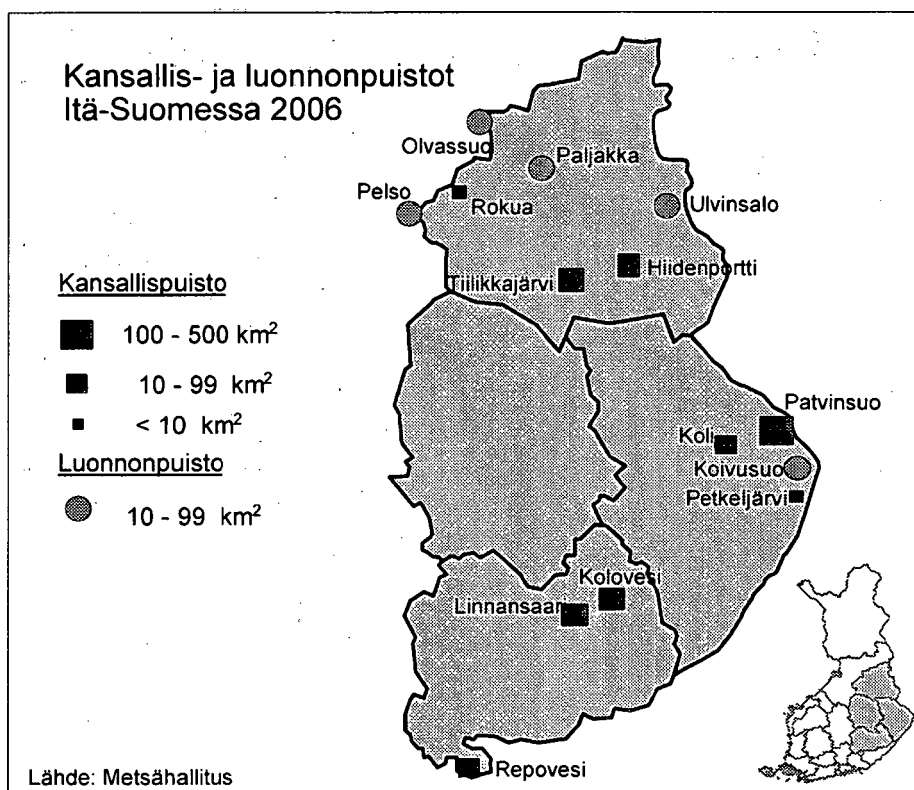 Kansallis- ja luonnonpuistot
Itä-Suomessa 2006
Olvassuo
Paljakka
Pelso
Rokua
Ulvinsalo
Hiidenportti
Tiilikkajärvi
Kansallispuisto
100 - 500 km²
10 - 99 km²
< 10 km²
Luonnonpuisto
10 - 99 km²
Patvinsuo
Koli
Koivusuo
Petkeljärvi
Kolovesi
Linnansaari
Repovesi
Lähde: Metsähallitus